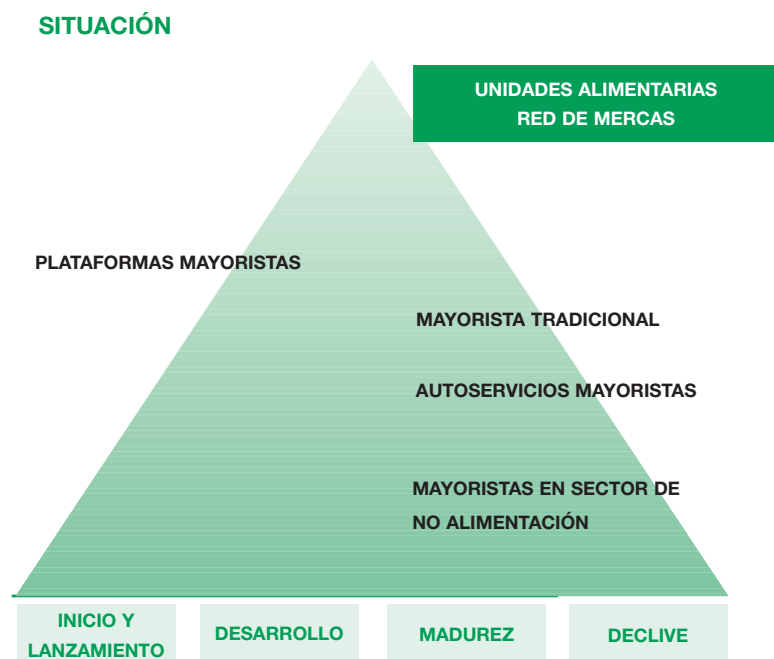 SITUACIÓN
UNIDADES ALIMENTARIAS
RED DE MERCAS
PLATAFORMAS MAYORISTAS
MAYORISTA TRADICIONAL
AUTOSERVICIOS MAYORISTAS
MAYORISTAS EN SECTOR DE
NO ALIMENTACIÓN
INICIO Y
LANZAMIENTO
DESARROLLO
MADUREZ
DECLIVE